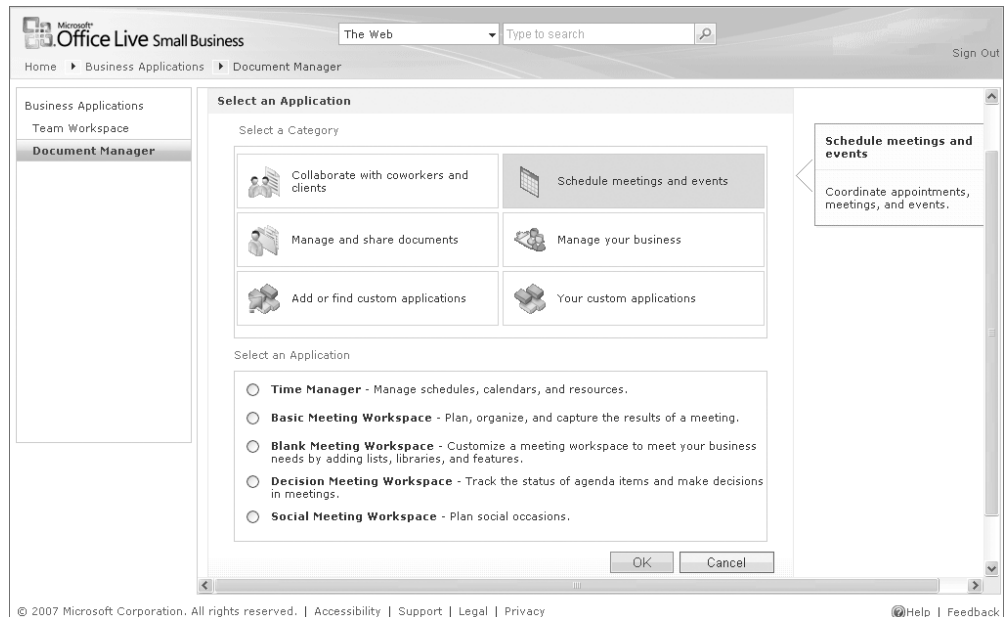 Microsoft®
Office Live Small Business
The Web
Type to search
Sign Out
Home ▶ Business Applications ▶ Document Manager
Business Applications
Team Workspace
Document Manager
Select an Application
Select a Category
Collaborate with coworkers and
clients
Schedule meetings and events
Manage and share documents
Manage your business
Add or find custom applications
Your custom applications
Schedule meetings and
events
Coordinate appointments,
meetings, and events.
Select an Application
Time Manager - Manage schedules, calendars, and resources.
Basic Meeting Workspace - Plan, organize, and capture the results of a meeting.
Blank Meeting Workspace - Customize a meeting workspace to meet your business
needs by adding lists, libraries, and features.
Decision Meeting Workspace - Track the status of agenda items and make decisions
in meetings.
Social Meeting Workspace - Plan social occasions.
OK
Cancel
© 2007 Microsoft Corporation. All rights reserved. | Accessibility | Support | Legal | Privacy
Help | Feedback